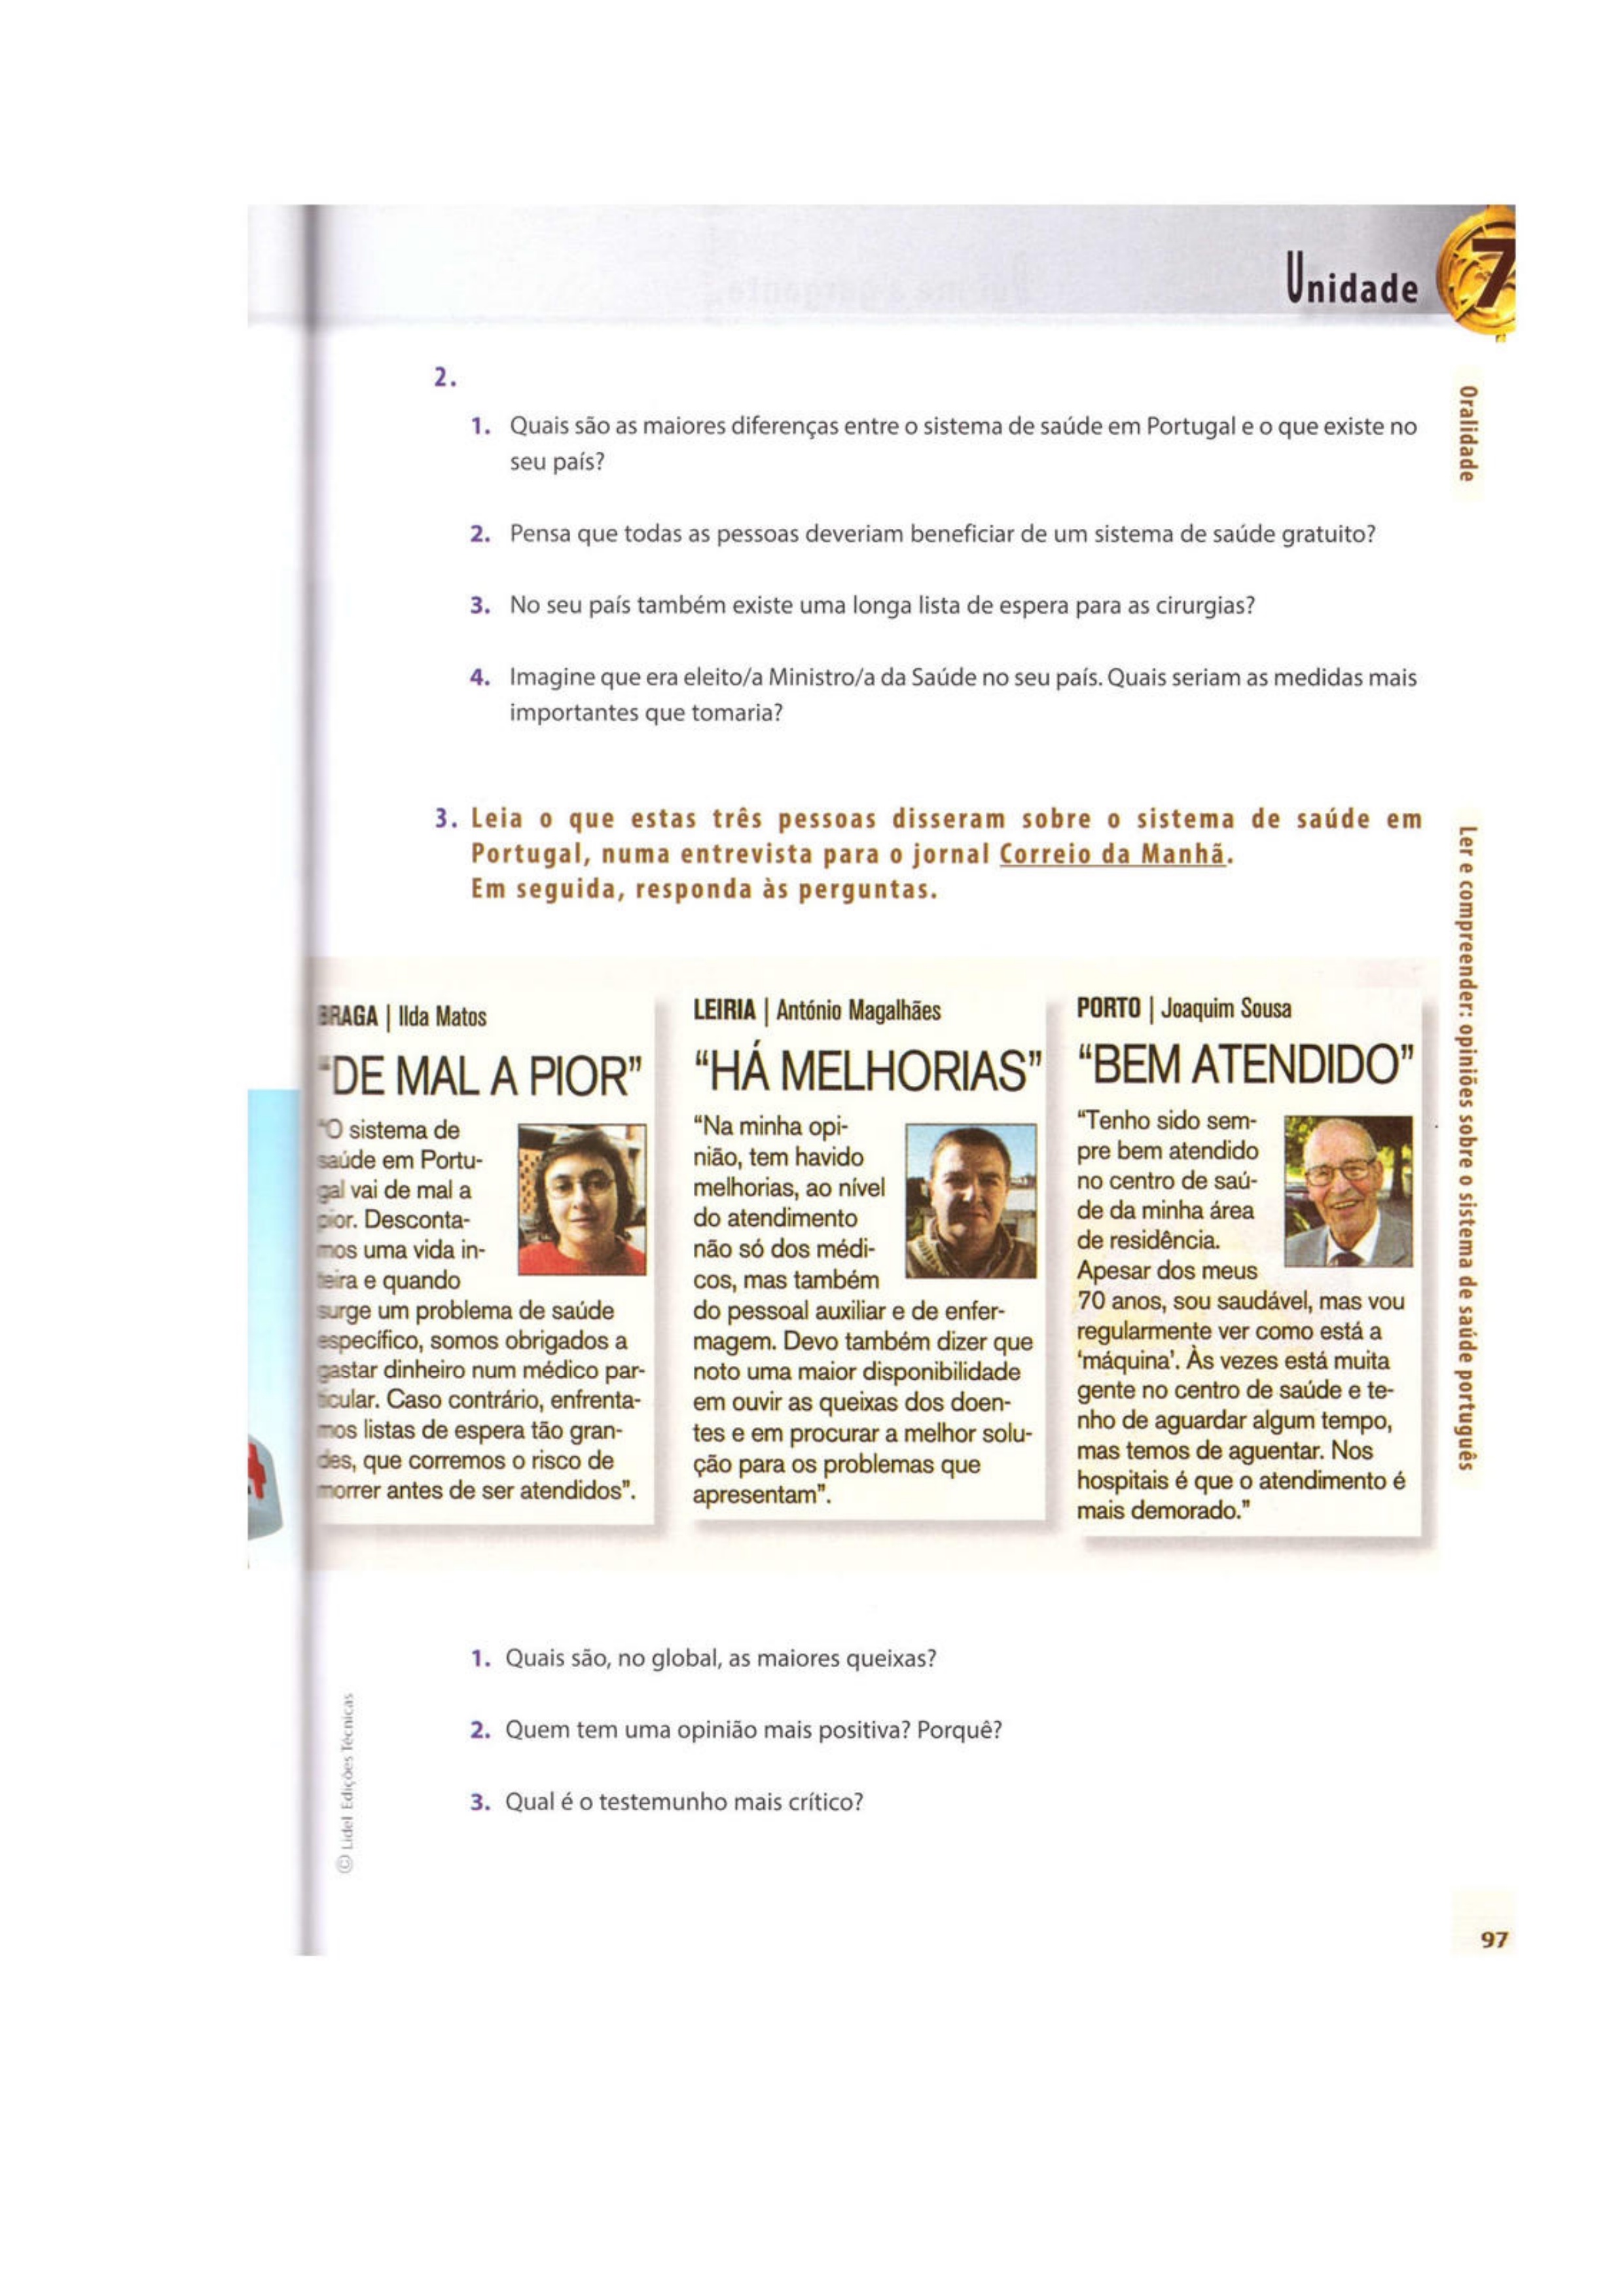 Unidade 7
Oralidade
2.
1. Quais são as maiores diferenças entre o sistema de saúde em Portugal e o que existe no
seu país?
2. Pensa que todas as pessoas deveriam beneficiar de um sistema de saúde gratuito?
3. No seu país também existe uma longa lista de espera para as cirurgias?
4. Imagine que era eleito/a Ministro/a da Saúde no seu país. Quais seriam as medidas mais
importantes que tomaria?
Ler e compreender: opiniões sobre o sistema de saúde português
3. Leia o que estas três pessoas disseram sobre o sistema de saúde em
Portugal, numa entrevista para o jornal Correio da Manhã.
Em seguida, responda às perguntas.
BRAGA | Ilda Matos
"DE MAL A PIOR"
"O sistema de
saúde em Portu-
gal vai de mal a
pior. Desconta-
mos uma vida in-
teira e quando
surge um problema de saúde
específico, somos obrigados a
gastar dinheiro num médico par-
ticular. Caso contrário, enfrenta-
mos listas de espera tão gran-
des, que corremos o risco de
morrer antes de ser atendidos".
LEIRIA | António Magalhães
"HÁ MELHORIAS"
"Na minha opi-
nião, tem havido
melhorias, ao nível
do atendimento
não só dos médi-
cos, mas também
do pessoal auxiliar e de enfer-
magem. Devo também dizer que
noto uma maior disponibilidade
em ouvir as queixas dos doen-
tes e em procurar a melhor solu-
ção para os problemas que
apresentam".
PORTO | Joaquim Sousa
"BEM ATENDIDO"
"Tenho sido sem-
pre bem atendido
no centro de saú-
de da minha área
de residência.
Apesar dos meus
70 anos, sou saudável, mas vou
regularmente ver como está a
'máquina'. Às vezes está muita
gente no centro de saúde e te-
nho de aguardar algum tempo,
mas temos de aguentar. Nos
hospitais é que o atendimento é
mais demorado."
1. Quais são, no global, as maiores queixas?
2. Quem tem uma opinião mais positiva? Porquê?
3. Qual é o testemunho mais crítico?
© Lidel Edições Técnicas
97